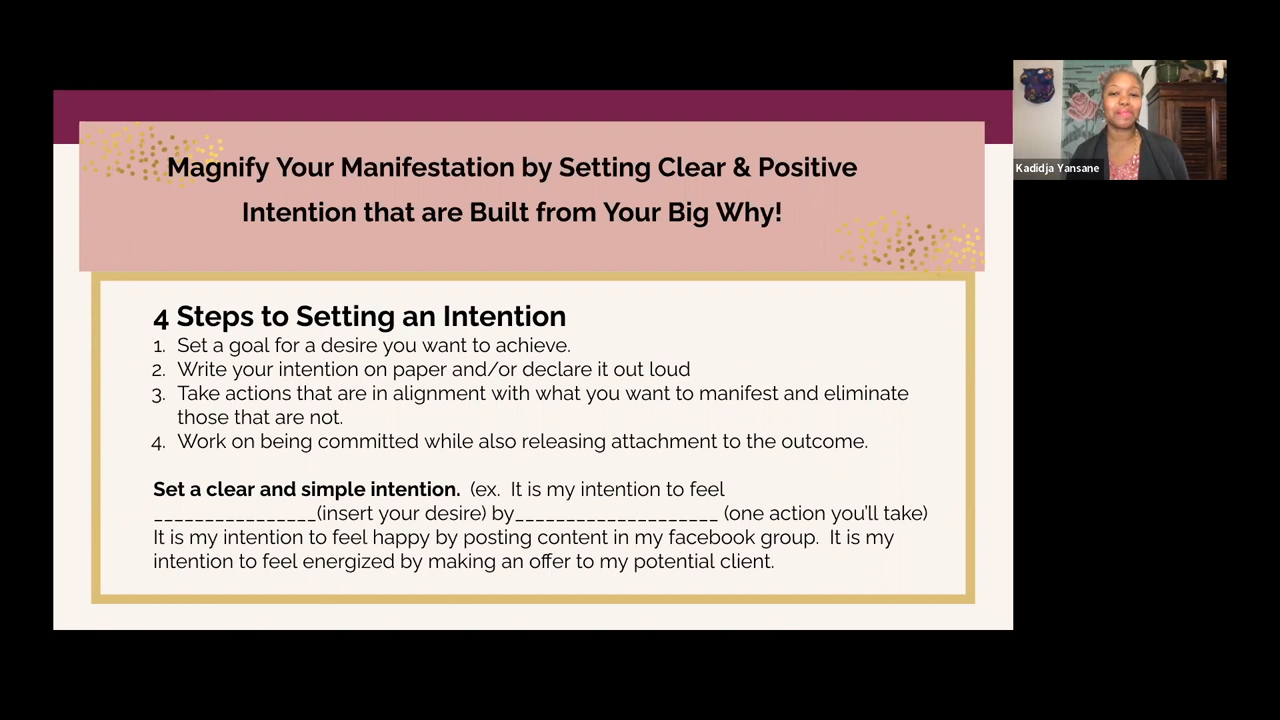 Magnify Your Manifestation by Setting Clear & Positive
Intention that are Built from Your Big Why!
Kadidja Yansane
4 Steps to Setting an Intention
1. Set a goal for a desire you want to achieve.
2. Write your intention on paper and/or declare it out loud
3. Take actions that are in alignment with what you want to manifest and eliminate
those that are not.
4. Work on being committed while also releasing attachment to the outcome.
Set a clear and simple intention. (ex. It is my intention to feel
________________(insert your desire) by____________________ (one action you'll take)
It is my intention to feel happy by posting content in my facebook group. It is my
intention to feel energized by making an offer to my potential client.